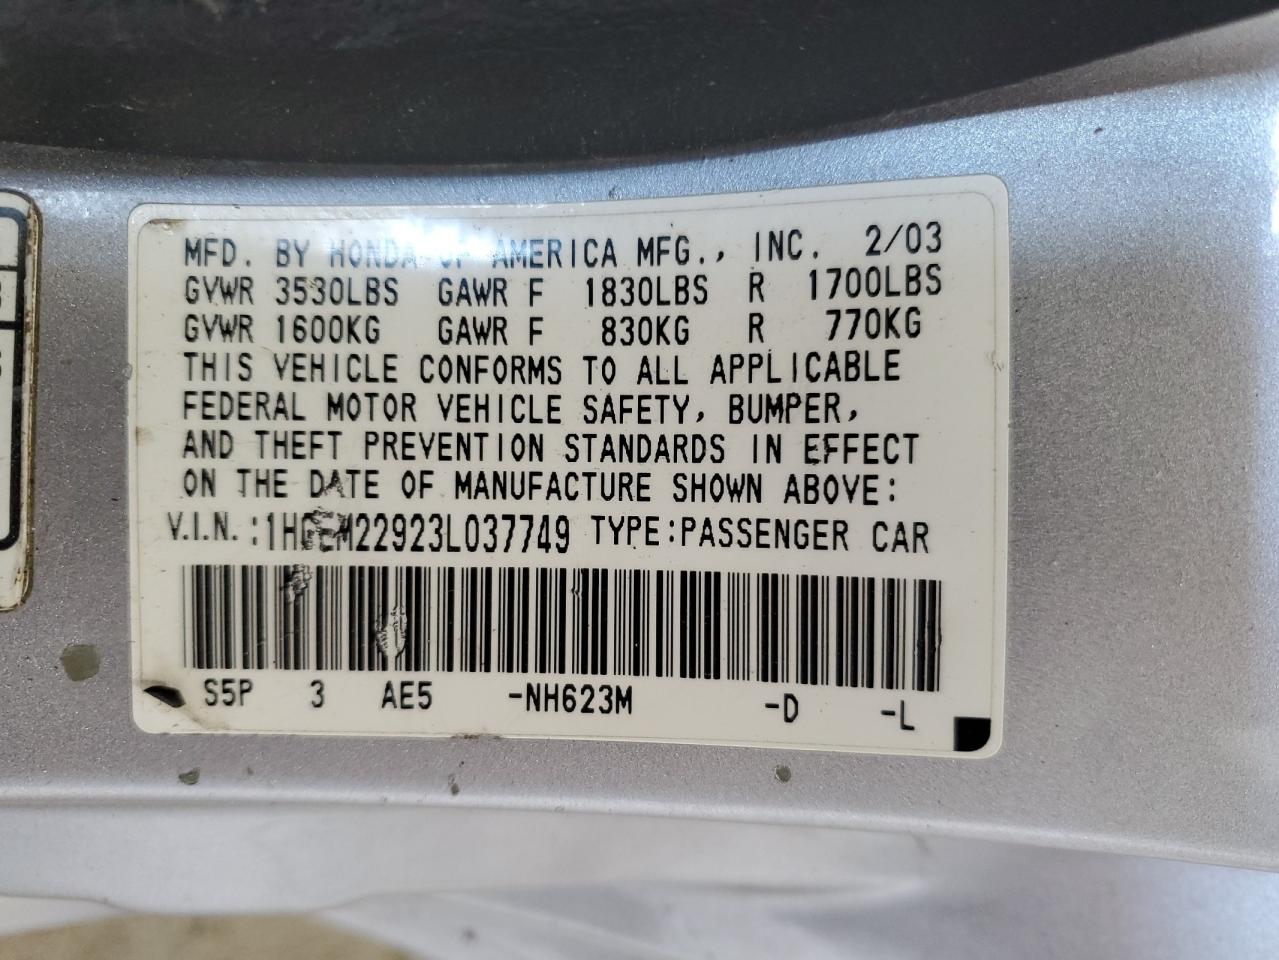 MFD. BY HONDA OF AMERICA MFG., INC. 2/03
GVWR 3530LBS GAWR F 1830LBS R 1700LBS
GVWR 1600KG GAWR F 830KG R 770KG
THIS VEHICLE CONFORMS TO ALL APPLICABLE
FEDERAL MOTOR VEHICLE SAFETY, BUMPER,
AND THEFT PREVENTION STANDARDS IN EFFECT
ON THE DATE OF MANUFACTURE SHOWN ABOVE:
V.I.N.:1HGEM22923L037749 TYPE:PASSENGER CAR
S5P 3 AE5 -NH623M -D -L